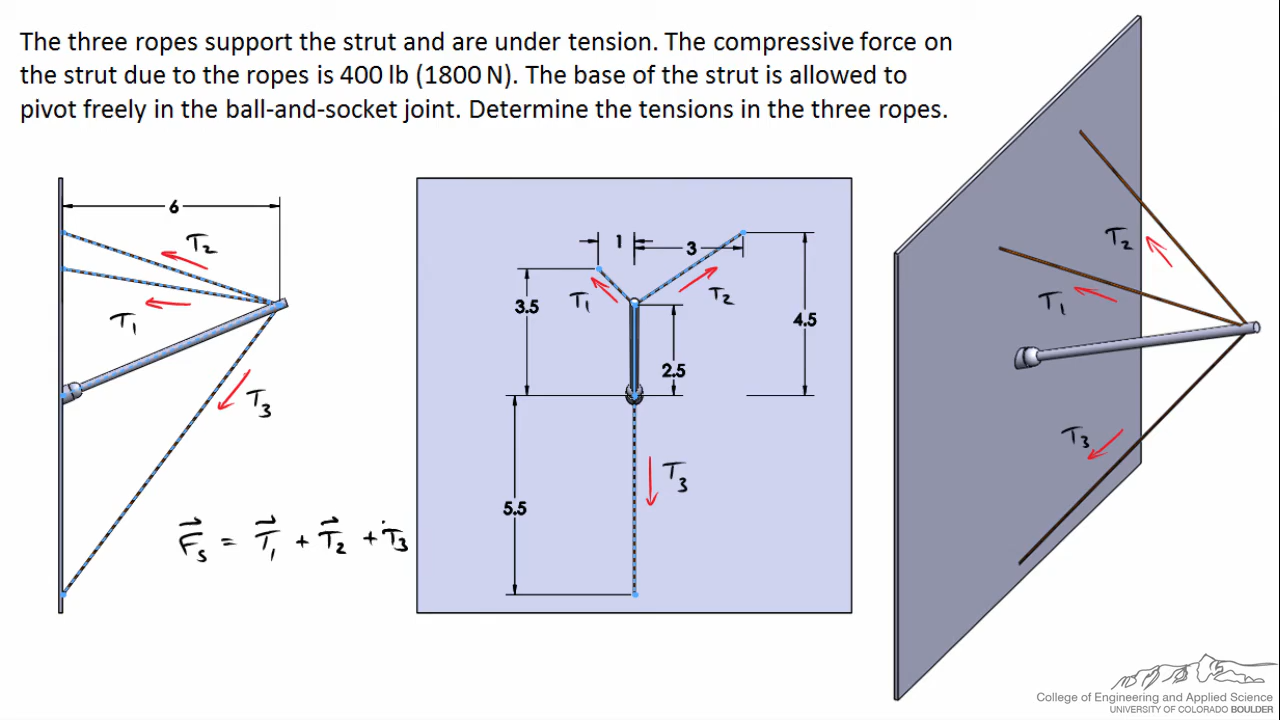 The three ropes support the strut and are under tension. The compressive force on
the strut due to the ropes is 400 lb (1800 N). The base of the strut is allowed to
pivot freely in the ball-and-socket joint. Determine the tensions in the three ropes.
6
T₂
T₁
T₃
F⃗ₛ = T⃗₁ + T⃗₂ + T₃
1
3
3.5
T₁
T₂
4.5
2.5
T₃
5.5
T₂
T₁
T₃
College of Engineering and Applied Science
UNIVERSITY OF COLORADO BOULDER